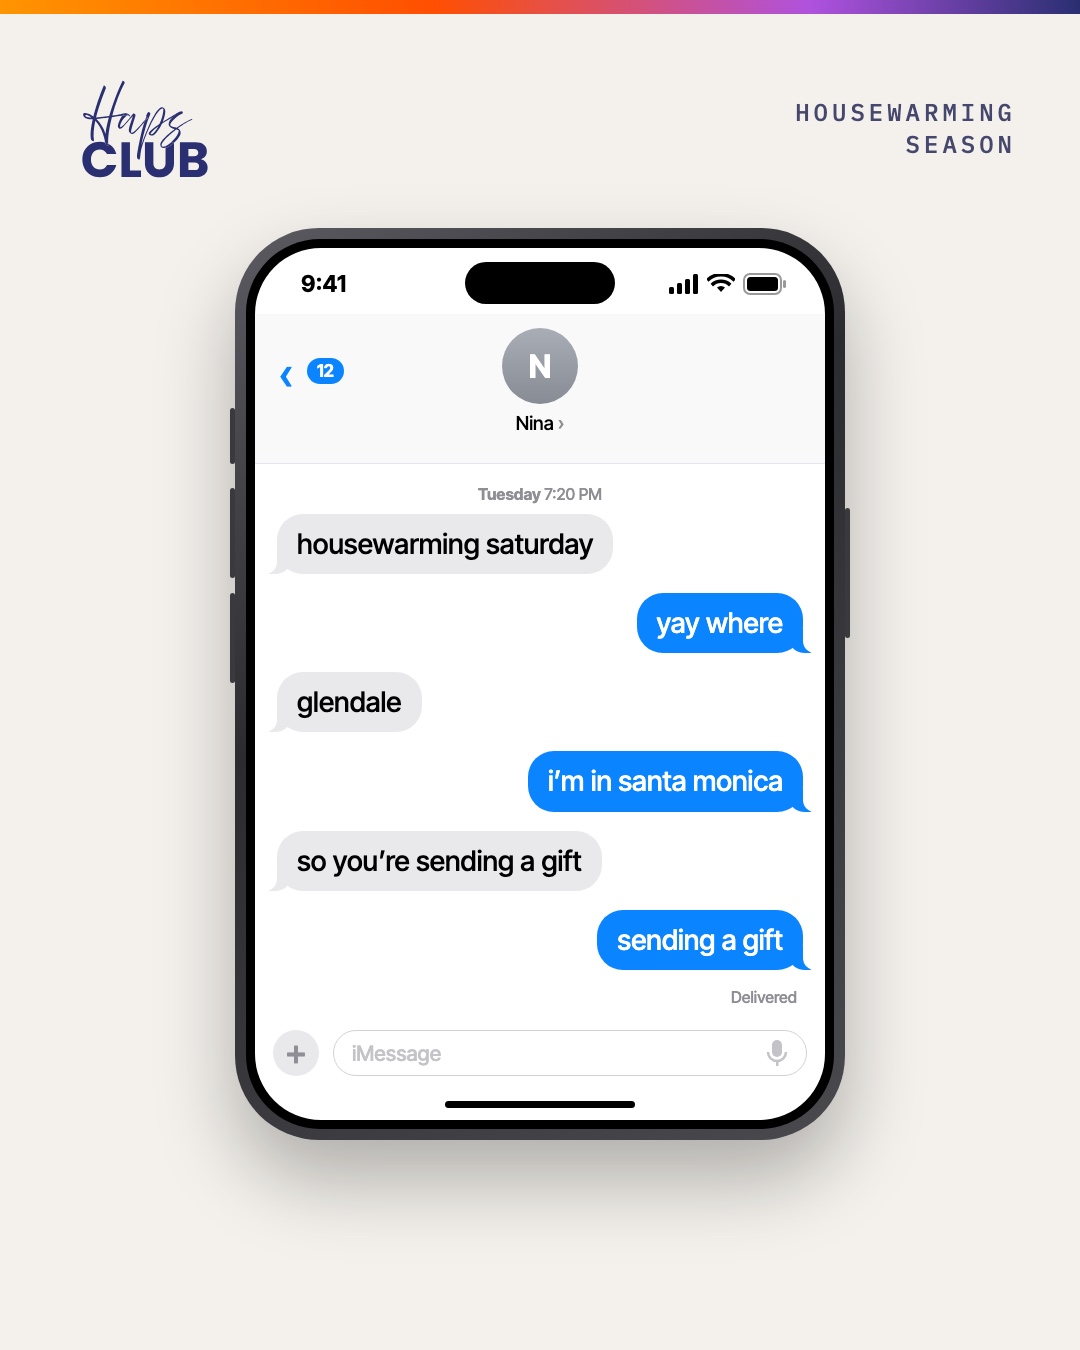 Haps
CLUB
HOUSEWARMING
SEASON
9:41
12
N
Nina ›
Tuesday 7:20 PM
housewarming saturday
yay where
glendale
i’m in santa monica
so you’re sending a gift
sending a gift
Delivered
iMessage